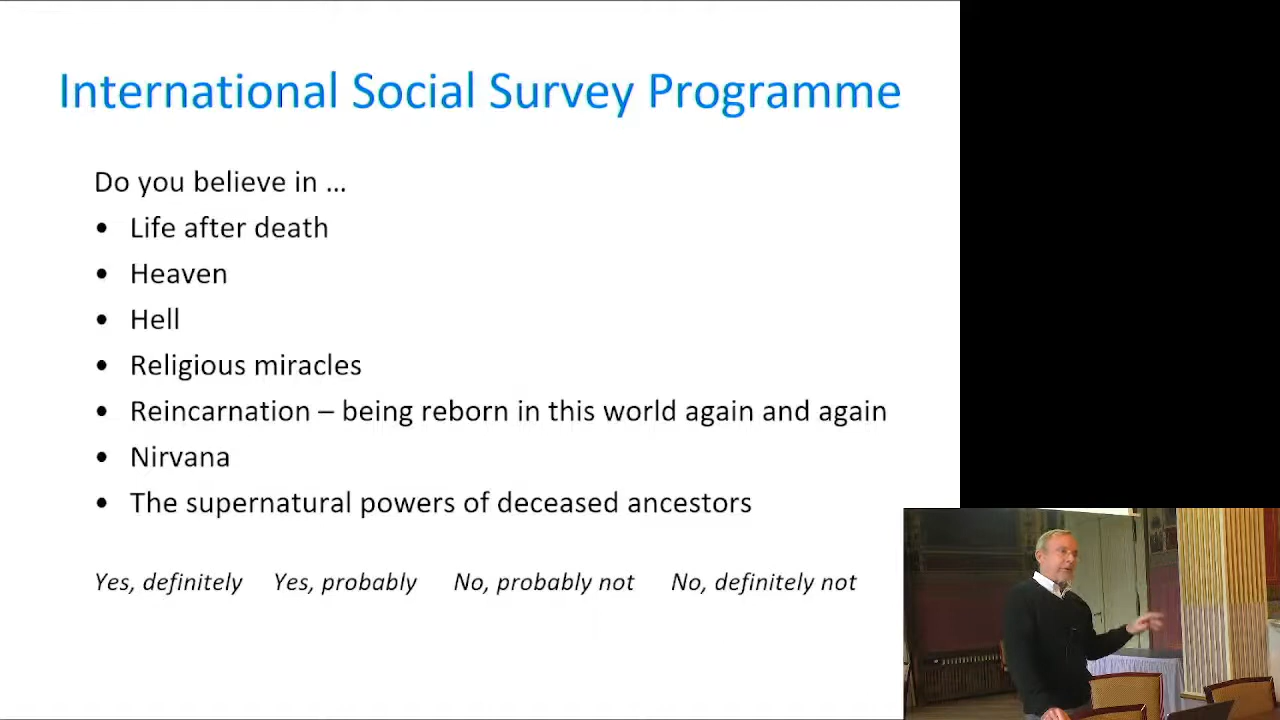 International Social Survey Programme
Do you believe in …
• Life after death
• Heaven
• Hell
• Religious miracles
• Reincarnation – being reborn in this world again and again
• Nirvana
• The supernatural powers of deceased ancestors
Yes, definitely Yes, probably No, probably not No, definitely not